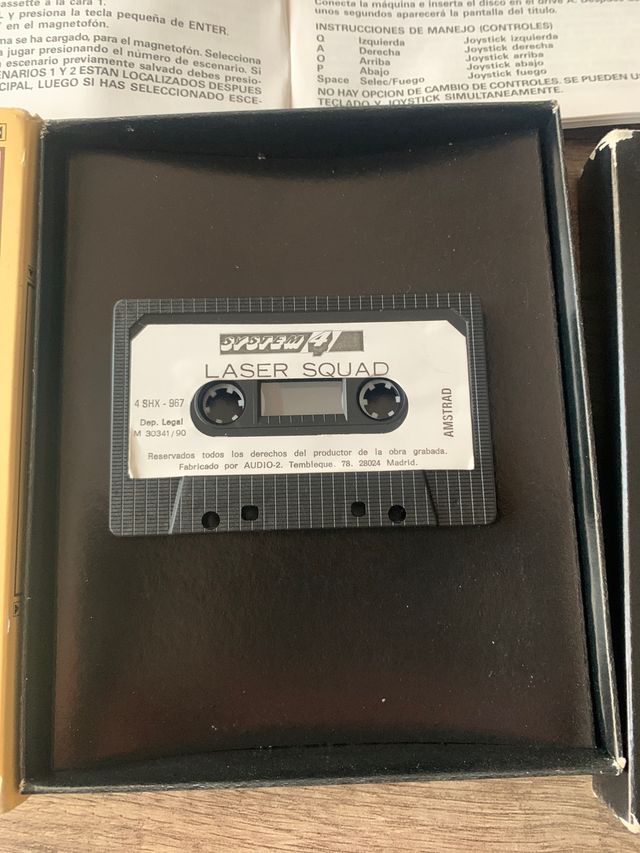 cassette a la cara 1.
y presiona la tecla pequeña de ENTER.
en el magnetofón.
na se ha cargado, para el magnetofón. Selecciona
a jugar presionando el número de escenario. Si
escenario previamente salvado debes presio-
ENARIOS 1 Y 2 ESTAN LOCALIZADOS DESPUES
CIPAL, LUEGO SI HAS SELECCIONADO ESCE-
Conecta la máquina e inserta el disco en el drive A. Después de
unos segundos aparecerá la pantalla del título.
INSTRUCCIONES DE MANEJO (CONTROLES)
Q Izquierda Joystick izquierda
A Derecha Joystick derecha
O Arriba Joystick arriba
P Abajo Joystick abajo
Space Selec/Fuego Joystick fuego
NO HAY OPCION DE CAMBIO DE CONTROLES. SE PUEDEN
TECLADO Y JOYSTICK SIMULTANEAMENTE.
SYSTEM 4
LASER SQUAD
4 SHX - 967
Dep. Legal
M 30341/90
AMSTRAD
Reservados todos los derechos del productor de la obra grabada.
Fabricado por AUDIO-2. Tembleque. 78. 28024 Madrid.